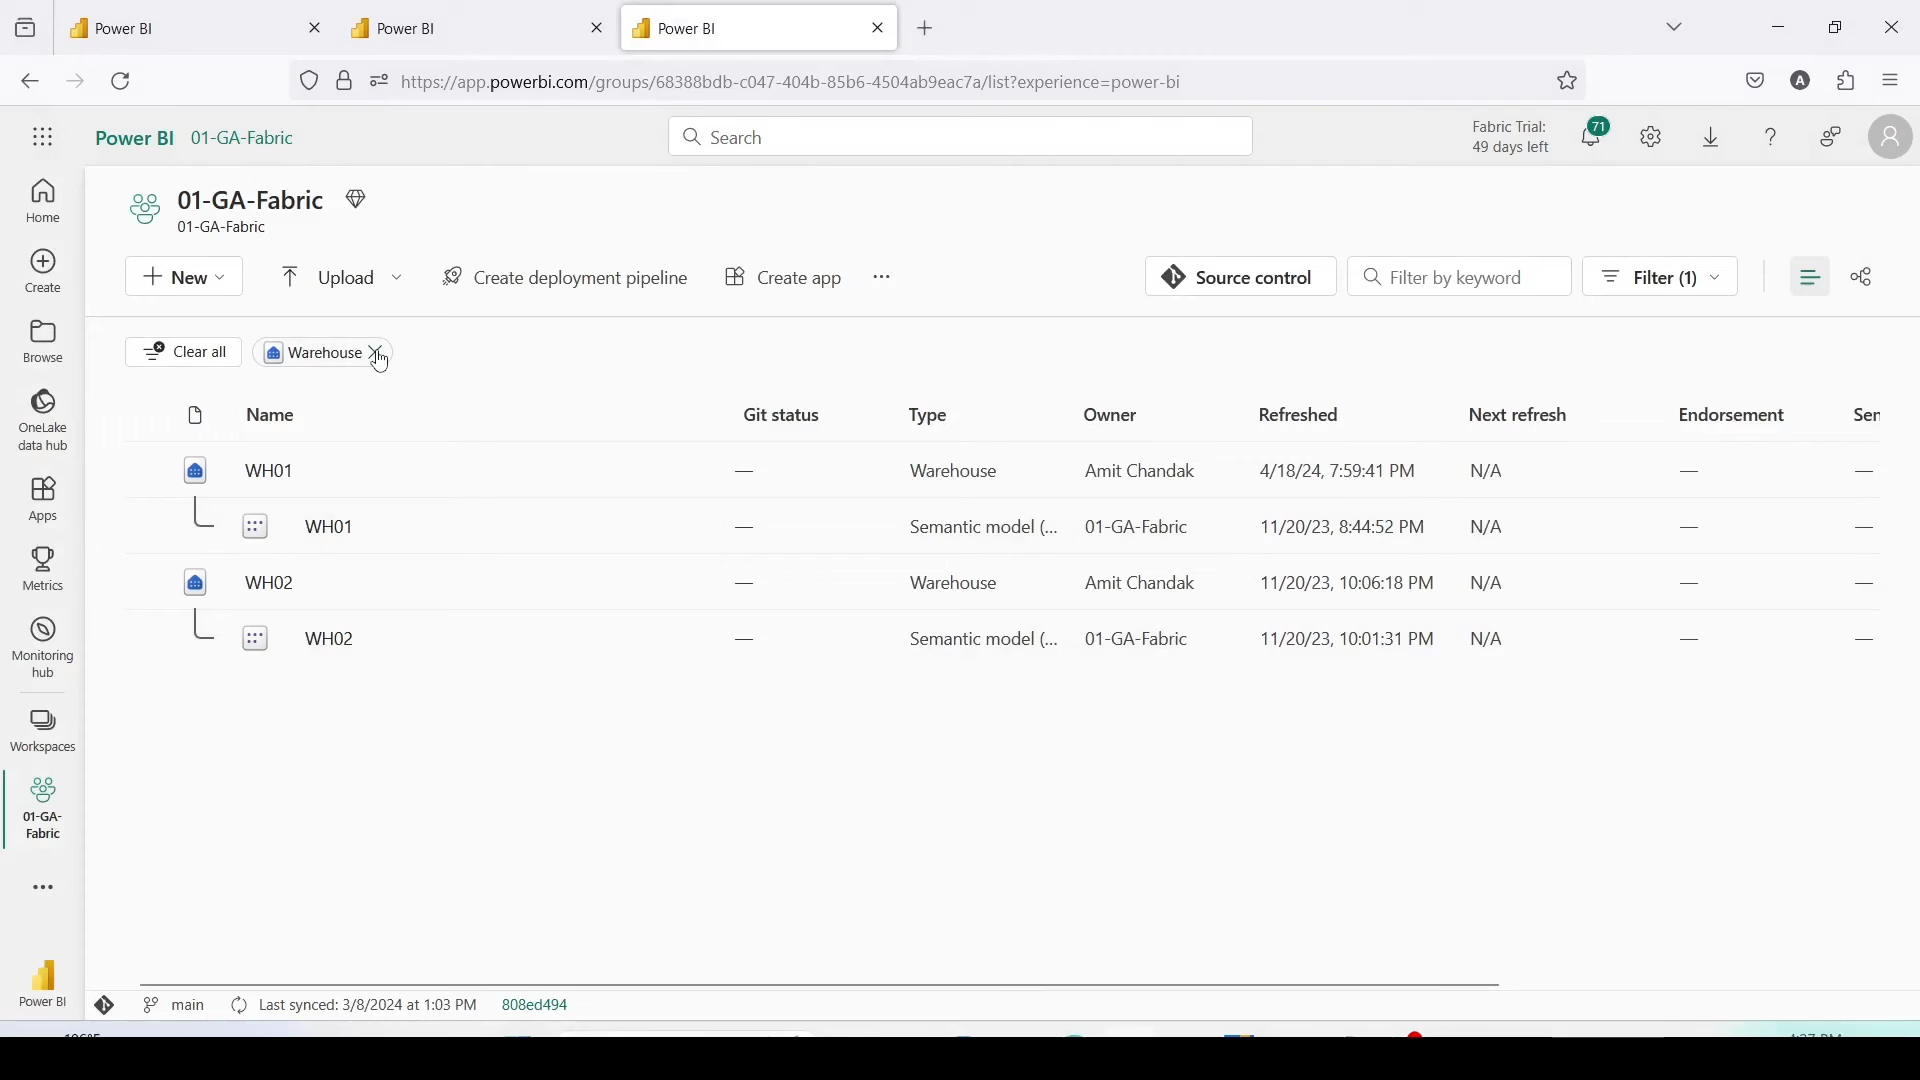 Power BI
Power BI
Power BI
https://app.powerbi.com/groups/68388bdb-c047-404b-85b6-4504ab9eac7a/list?experience=power-bi
A
Power BI 01-GA-Fabric
Search
Fabric Trial:
49 days left
71
?
Home
Create
Browse
OneLake
data hub
Apps
Metrics
Monitoring
hub
Workspaces
01-GA-
Fabric
Power BI
01-GA-Fabric
01-GA-Fabric
New
Upload
Create deployment pipeline
Create app
Source control
Filter by keyword
Filter (1)
Clear all
Warehouse
Name Git status Type Owner Refreshed Next refresh Endorsement Sen
WH01 — Warehouse Amit Chandak 4/18/24, 7:59:41 PM N/A — —
WH01 — Semantic model (... 01-GA-Fabric 11/20/23, 8:44:52 PM N/A — —
WH02 — Warehouse Amit Chandak 11/20/23, 10:06:18 PM N/A — —
WH02 — Semantic model (... 01-GA-Fabric 11/20/23, 10:01:31 PM N/A — —
main Last synced: 3/8/2024 at 1:03 PM 808ed494